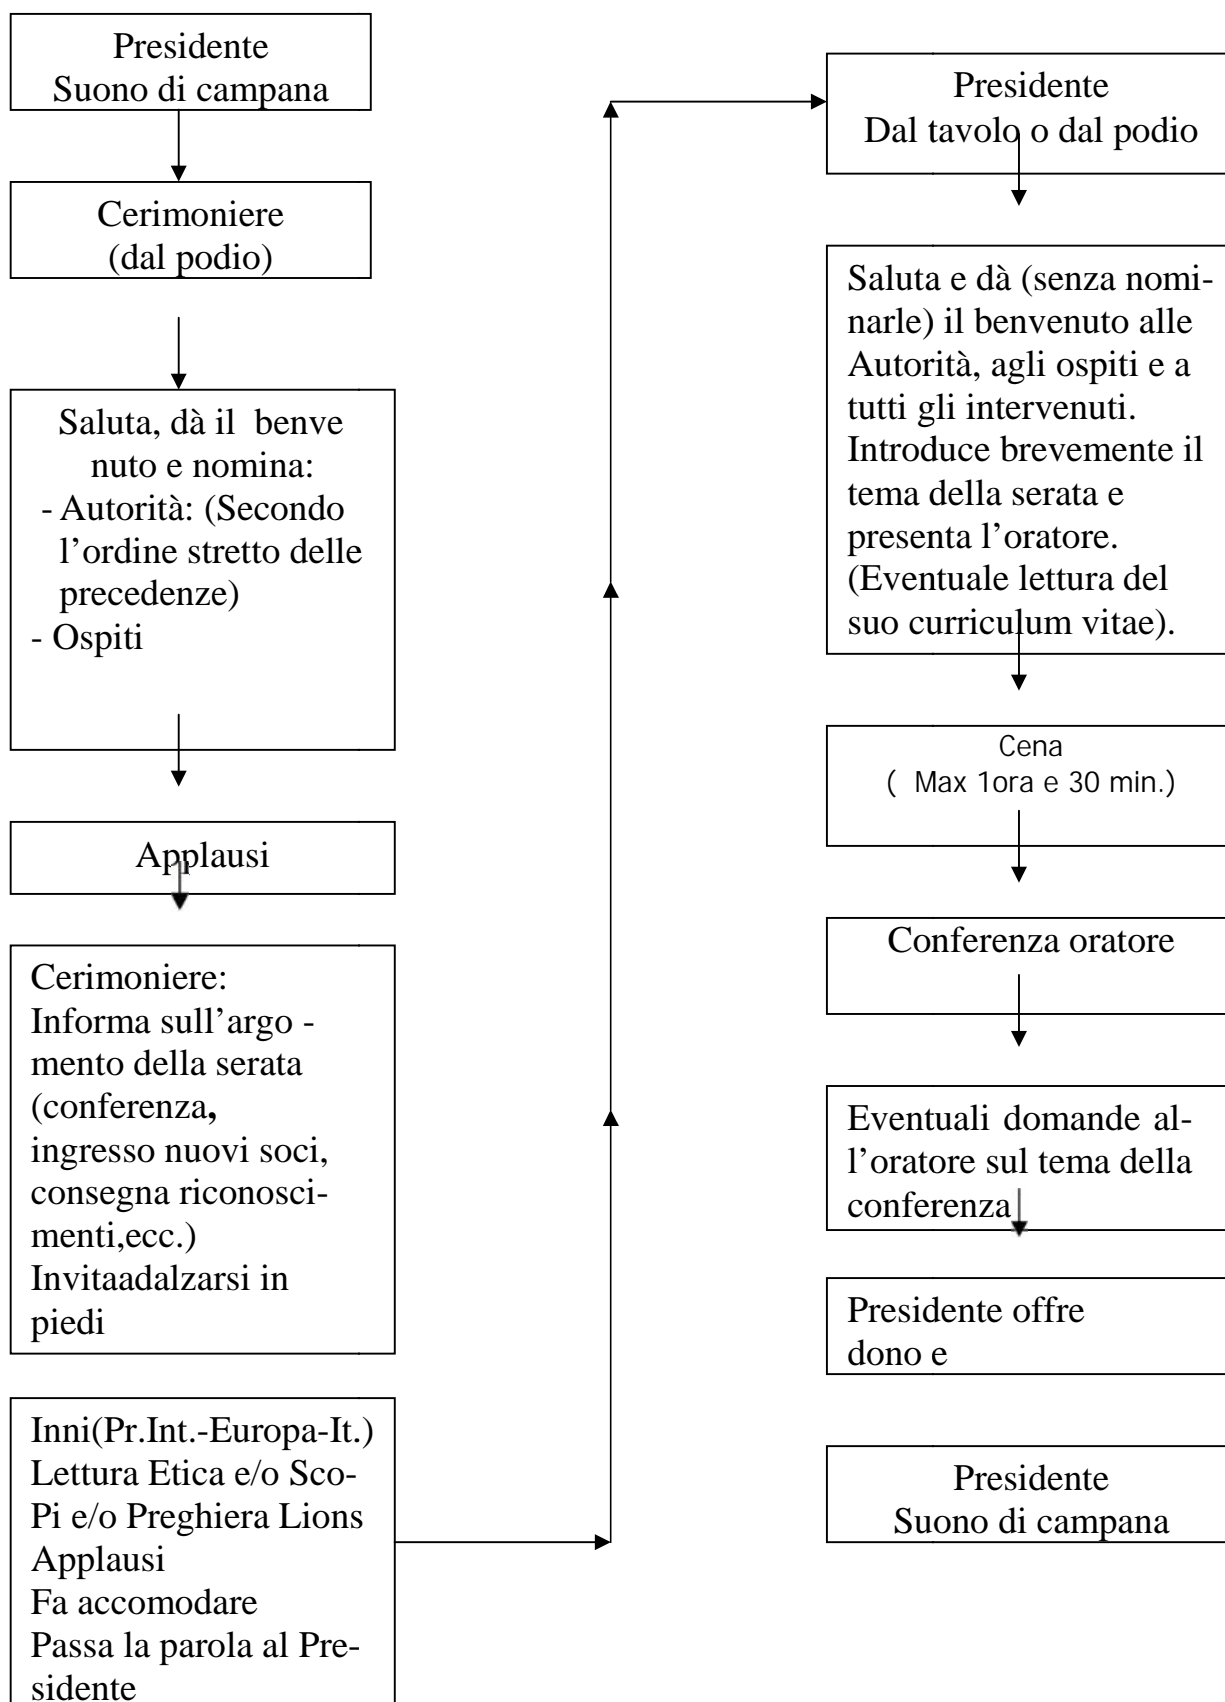 Presidente
Suono di campana
Cerimoniere
(dal podio)
Saluta, dà il  benve
nuto e nomina:
- Autorità: (Secondo
l’ordine stretto delle
precedenze)
- Ospiti
Applausi
Cerimoniere:
Informa sull’argo -
mento della serata
(conferenza,
ingresso nuovi soci,
consegna riconosci-
menti,ecc.)
Invitaadalzarsi in
piedi
Inni(Pr.Int.-Europa-It.)
Lettura Etica e/o Sco-
Pi e/o Preghiera Lions
Applausi
Fa accomodare
Passa la parola al Pre-
sidente
Presidente
Dal tavolo o dal podio
Saluta e dà (senza nomi-
narle) il benvenuto alle
Autorità, agli ospiti e a
tutti gli intervenuti.
Introduce brevemente il
tema della serata e
presenta l’oratore.
(Eventuale lettura del
suo curriculum vitae).
Cena
(  Max 1ora e 30 min.)
Conferenza oratore
Eventuali domande al-
l’oratore sul tema della
conferenza
Presidente offre
dono e
Presidente
Suono di campana